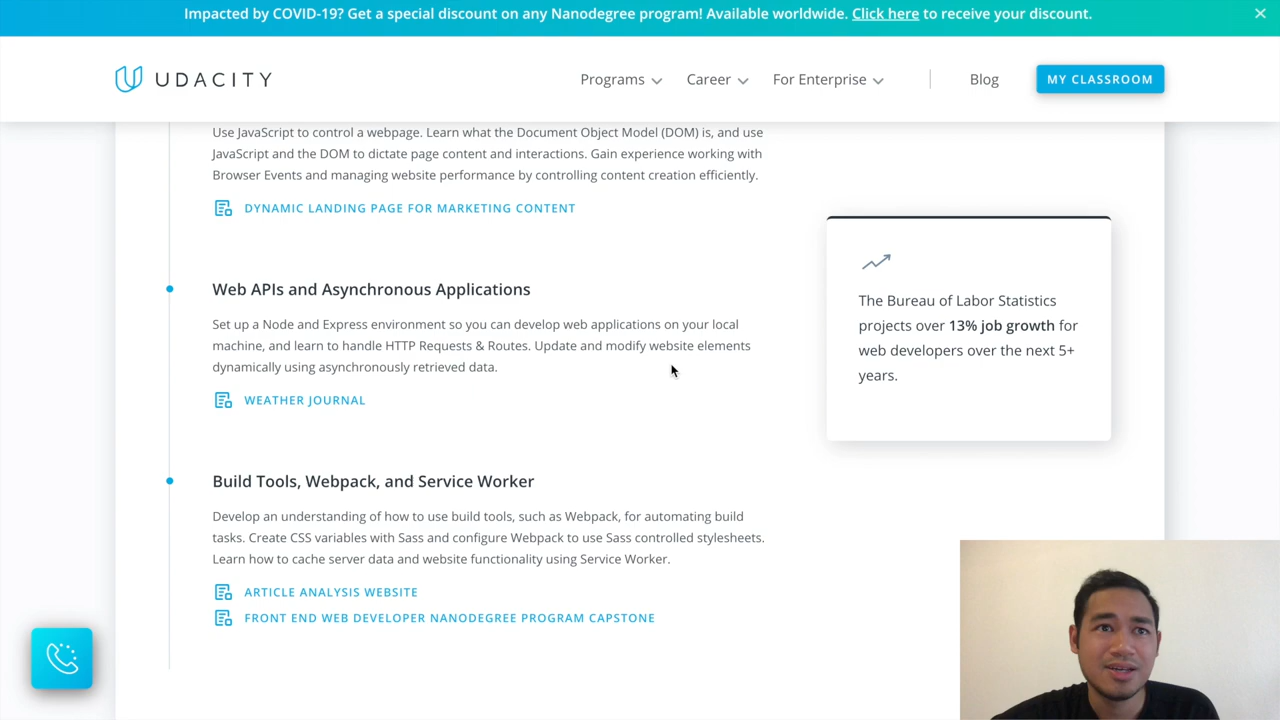 Impacted by COVID-19? Get a special discount on any Nanodegree program! Available worldwide. Click here to receive your discount.
UDACITY
Programs
Career
For Enterprise
Blog
MY CLASSROOM
Use JavaScript to control a webpage. Learn what the Document Object Model (DOM) is, and use
JavaScript and the DOM to dictate page content and interactions. Gain experience working with
Browser Events and managing website performance by controlling content creation efficiently.
DYNAMIC LANDING PAGE FOR MARKETING CONTENT
Web APIs and Asynchronous Applications
Set up a Node and Express environment so you can develop web applications on your local
machine, and learn to handle HTTP Requests & Routes. Update and modify website elements
dynamically using asynchronously retrieved data.
WEATHER JOURNAL
Build Tools, Webpack, and Service Worker
Develop an understanding of how to use build tools, such as Webpack, for automating build
tasks. Create CSS variables with Sass and configure Webpack to use Sass controlled stylesheets.
Learn how to cache server data and website functionality using Service Worker.
ARTICLE ANALYSIS WEBSITE
FRONT END WEB DEVELOPER NANODEGREE PROGRAM CAPSTONE
The Bureau of Labor Statistics
projects over 13% job growth for
web developers over the next 5+
years.